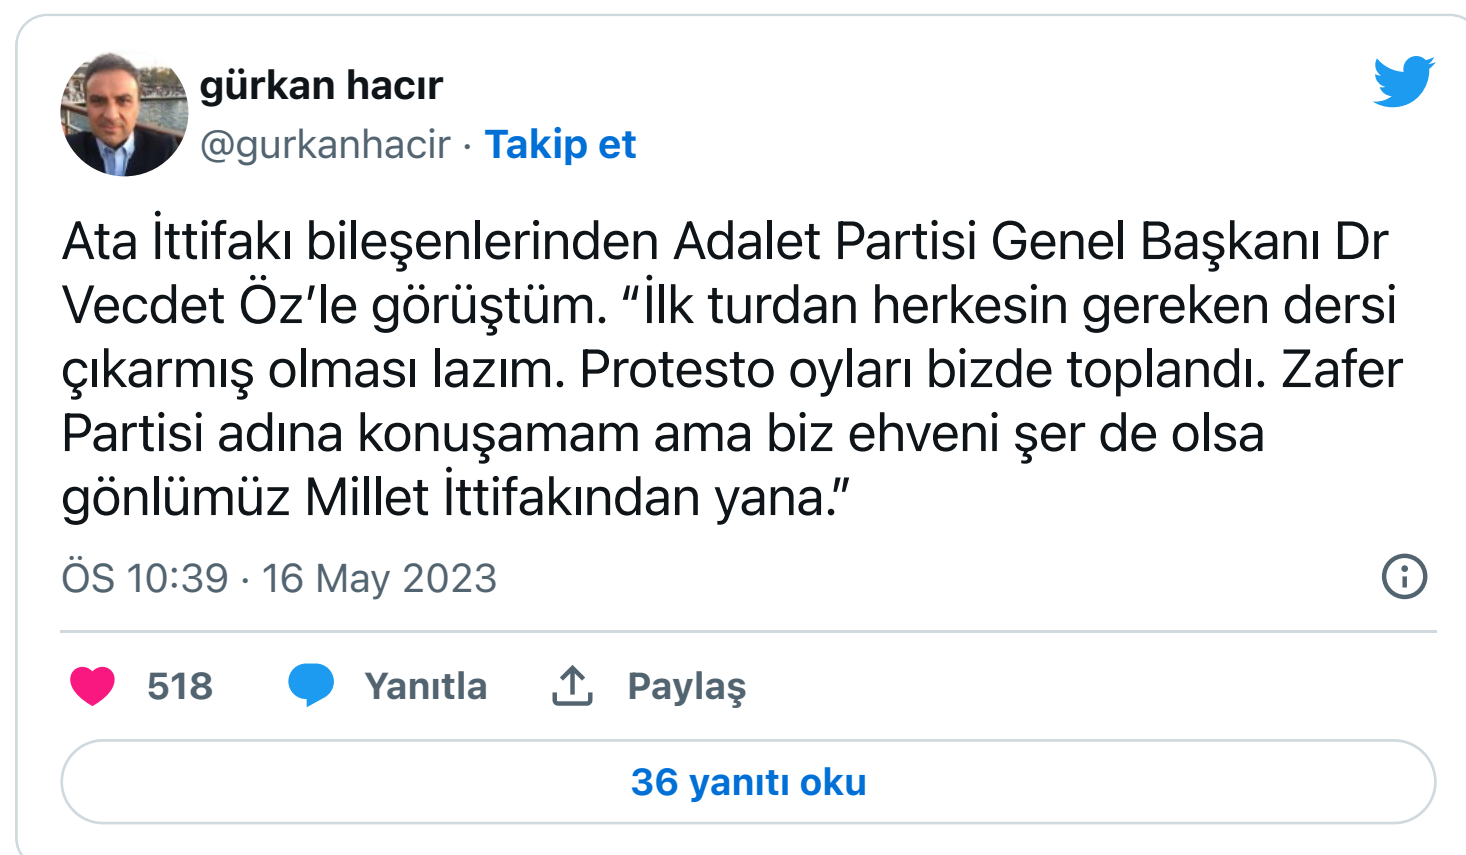 gürkan hacır
@gurkanhacir · Takip et
Ata İttifakı bileşenlerinden Adalet Partisi Genel Başkanı Dr
Vecdet Öz’le görüştüm. “İlk turdan herkesin gereken dersi
çıkarmış olması lazım. Protesto oyları bizde toplandı. Zafer
Partisi adına konuşamam ama biz ehveni şer de olsa
gönlümüz Millet İttifakından yana.”
ÖS 10:39 · 16 May 2023
518 Yanıtla Paylaş
36 yanıtı oku